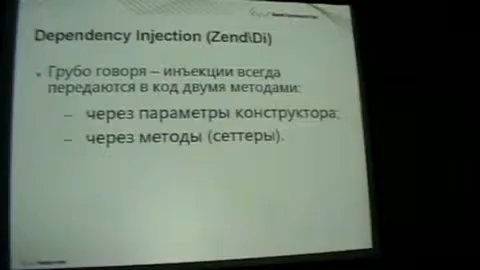 Dependency Injection (Zend\Di)
Грубо говоря – инъекции всегда
передаются в код двумя методами:
– через параметры конструктора;
– через методы (сеттеры).